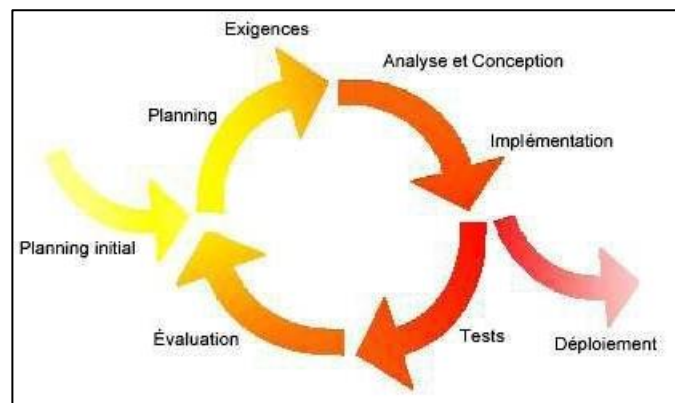 Exigences
Analyse et Conception
Planning
Implémentation
Planning initial
Évaluation
Tests
Déploiement